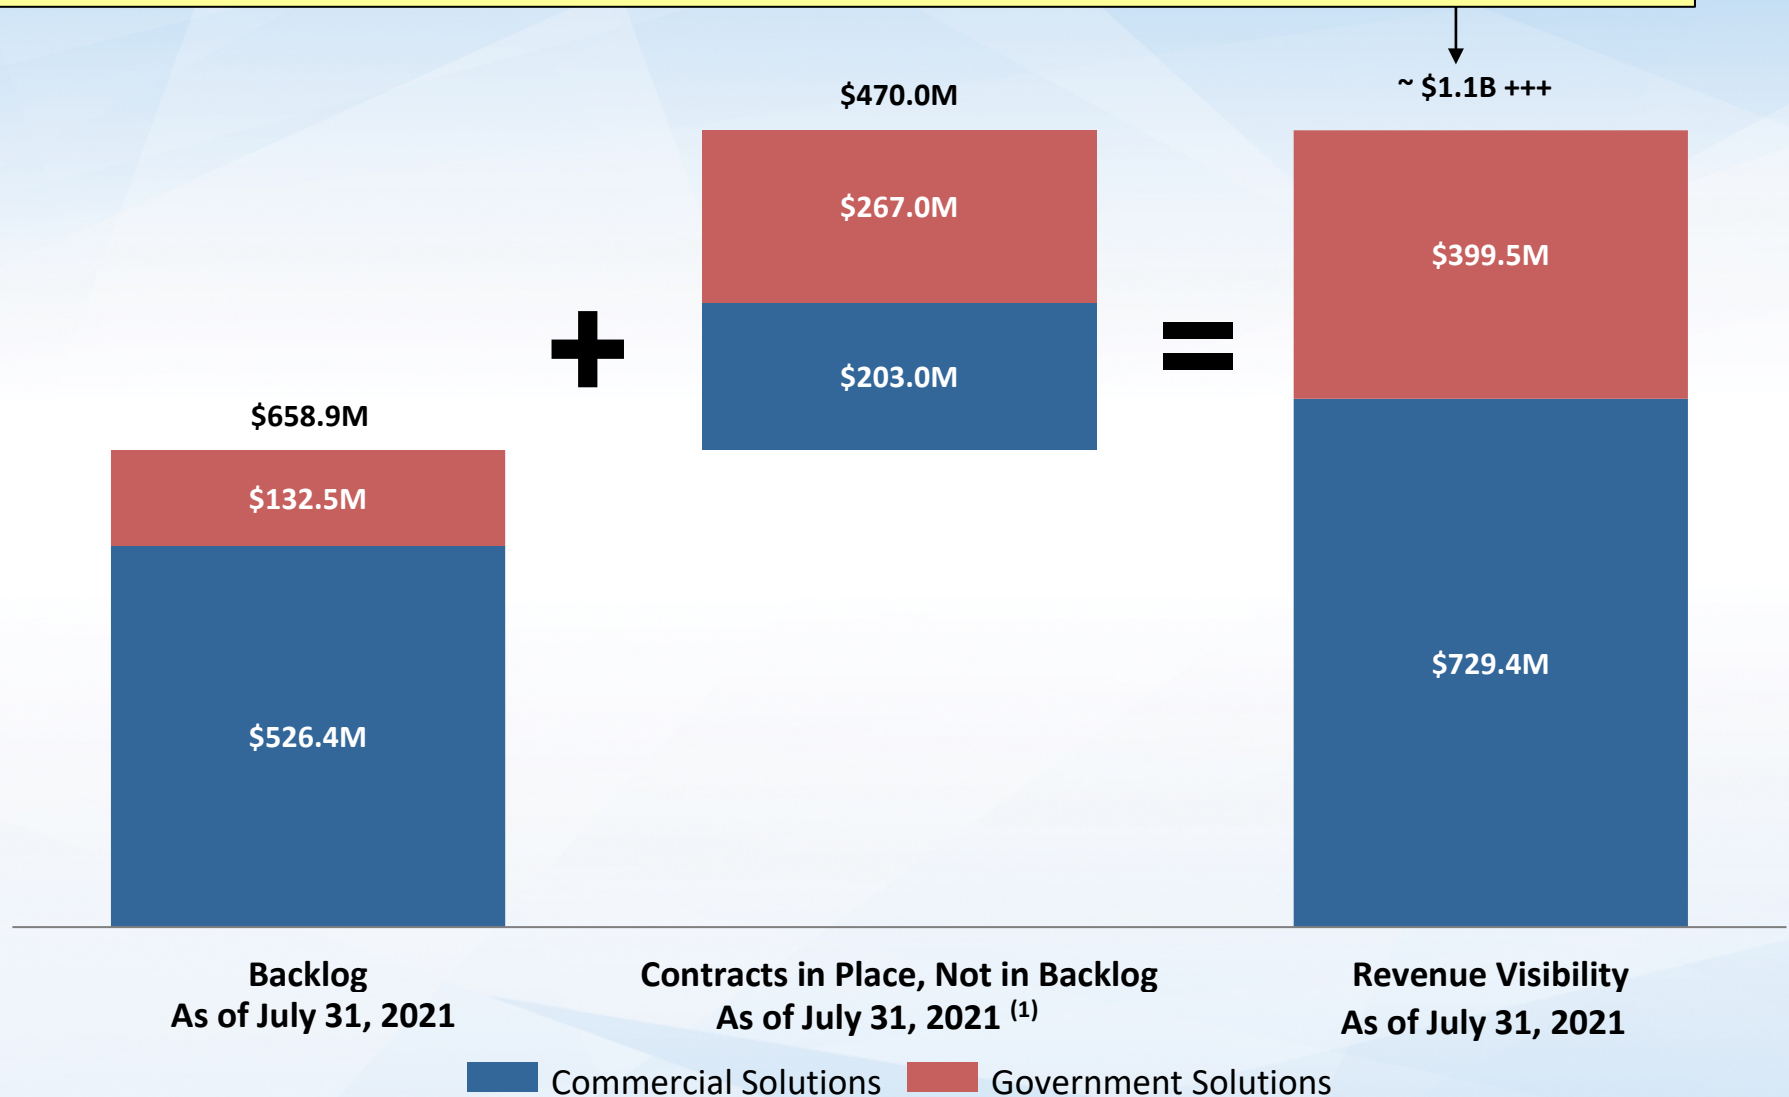 ~ $1.1B +++
$470.0M
$267.0M
$399.5M
$203.0M
$658.9M
$132.5M
$729.4M
$526.4M
Backlog
As of July 31, 2021
Contracts in Place, Not in Backlog
As of July 31, 2021 (1)
Revenue Visibility
As of July 31, 2021
Commercial Solutions
Government Solutions